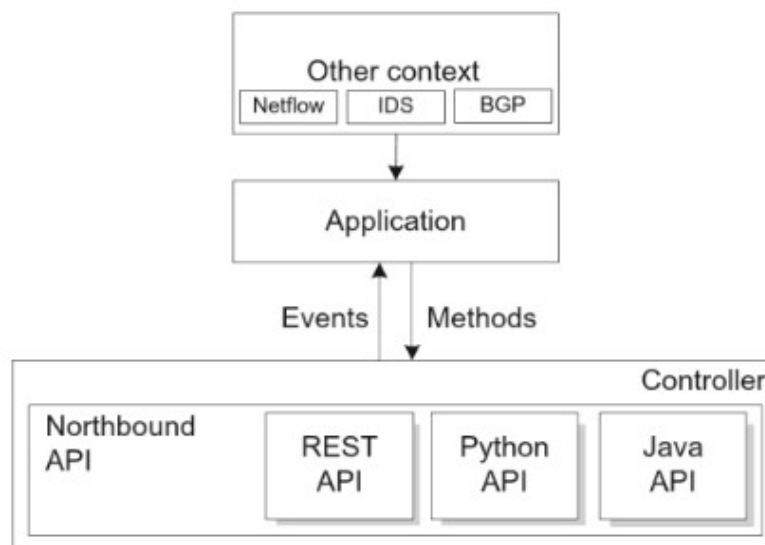 Other context
Netflow IDS BGP
Application
Events Methods
Controller
Northbound
API
REST
API
Python
API
Java
API